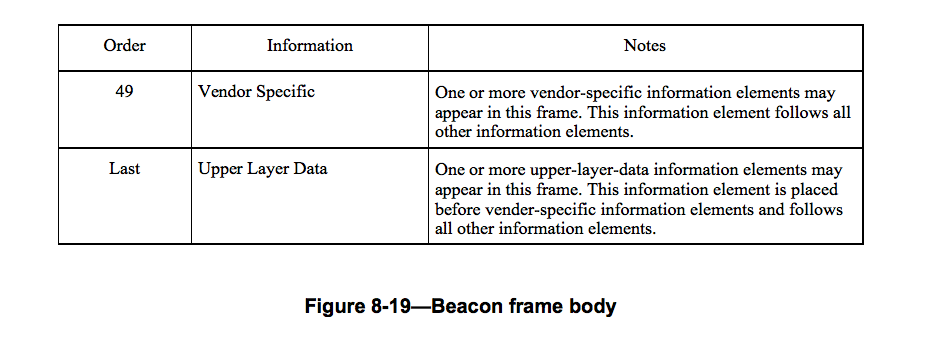 Order Information Notes
49 Vendor Specific One or more vendor-specific information elements may
appear in this frame. This information element follows all
other information elements.
Last Upper Layer Data One or more upper-layer-data information elements may
appear in this frame. This information element is placed
before vender-specific information elements and follows
all other information elements.
Figure 8-19—Beacon frame body